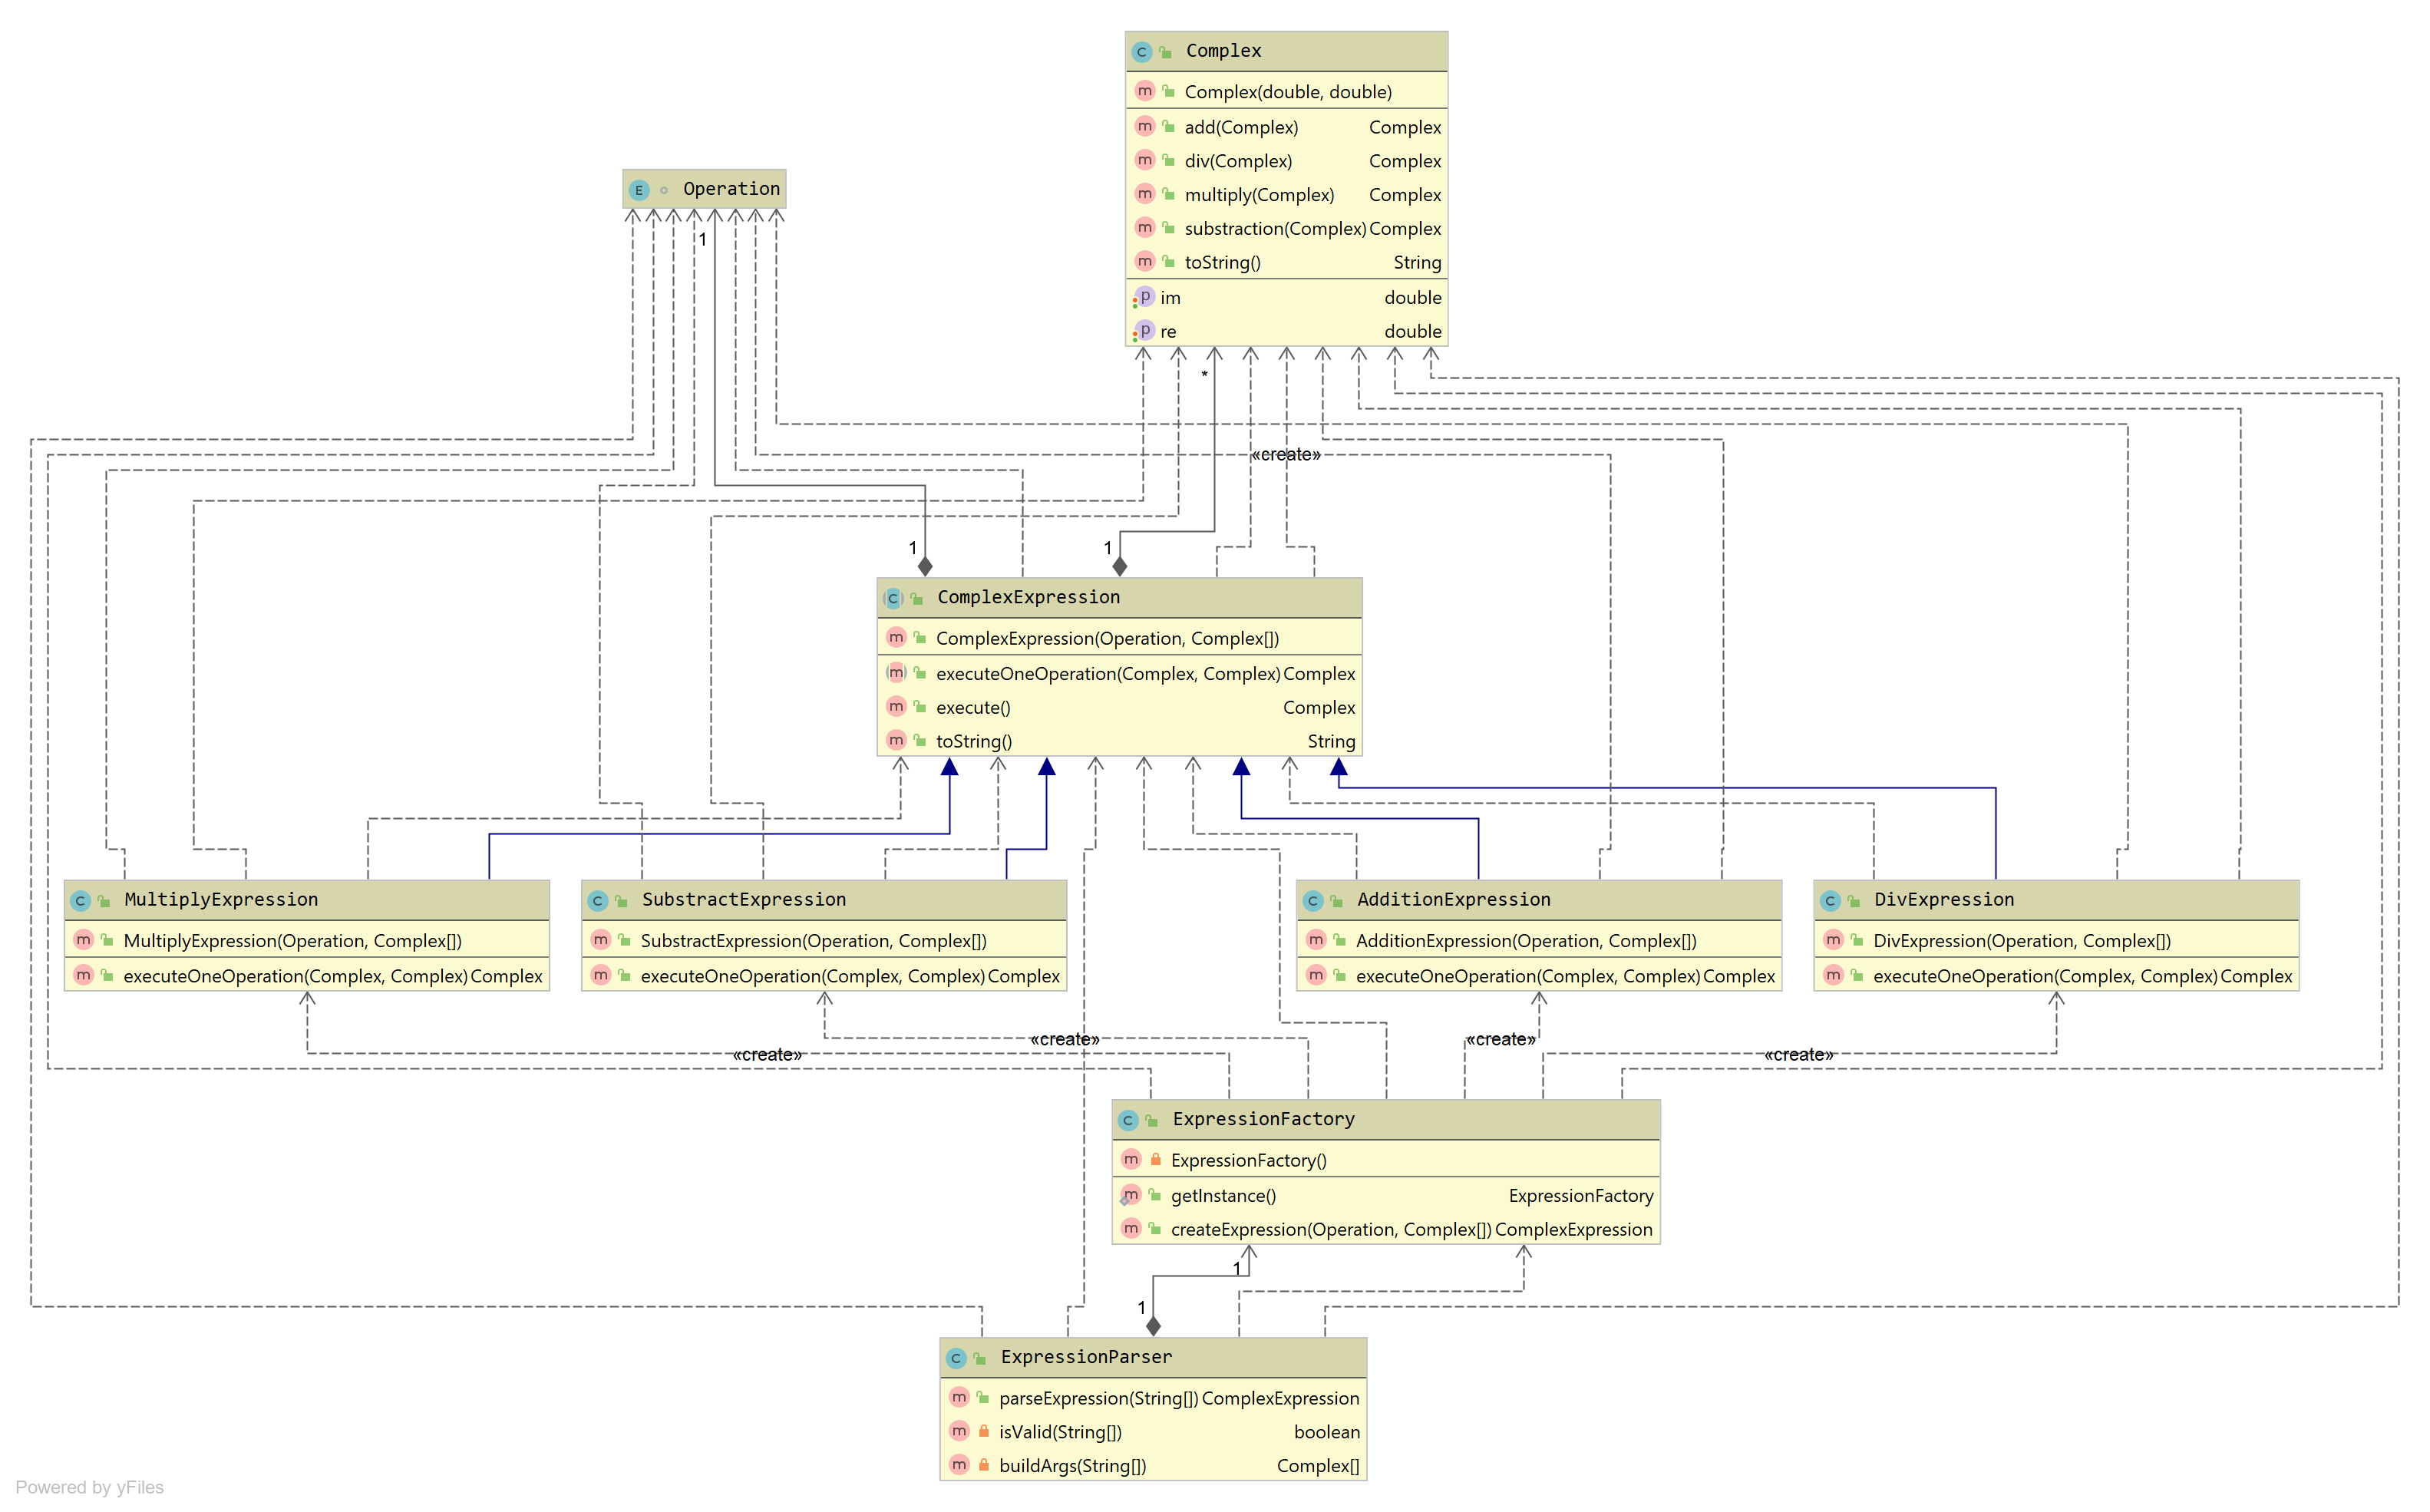 Complex
Complex(double, double)
add(Complex) Complex
div(Complex) Complex
multiply(Complex) Complex
substraction(Complex) Complex
toString() String
im double
re double
Operation
1
*
«create»
1
1
ComplexExpression
ComplexExpression(Operation, Complex[])
executeOneOperation(Complex, Complex) Complex
execute() Complex
toString() String
MultiplyExpression
MultiplyExpression(Operation, Complex[])
executeOneOperation(Complex, Complex) Complex
SubstractExpression
SubstractExpression(Operation, Complex[])
executeOneOperation(Complex, Complex) Complex
AdditionExpression
AdditionExpression(Operation, Complex[])
executeOneOperation(Complex, Complex) Complex
DivExpression
DivExpression(Operation, Complex[])
executeOneOperation(Complex, Complex) Complex
«create»
«create»
«create»
«create»
ExpressionFactory
ExpressionFactory()
getInstance() ExpressionFactory
createExpression(Operation, Complex[]) ComplexExpression
1
1
ExpressionParser
parseExpression(String[]) ComplexExpression
isValid(String[]) boolean
buildArgs(String[]) Complex[]
Powered by yFiles